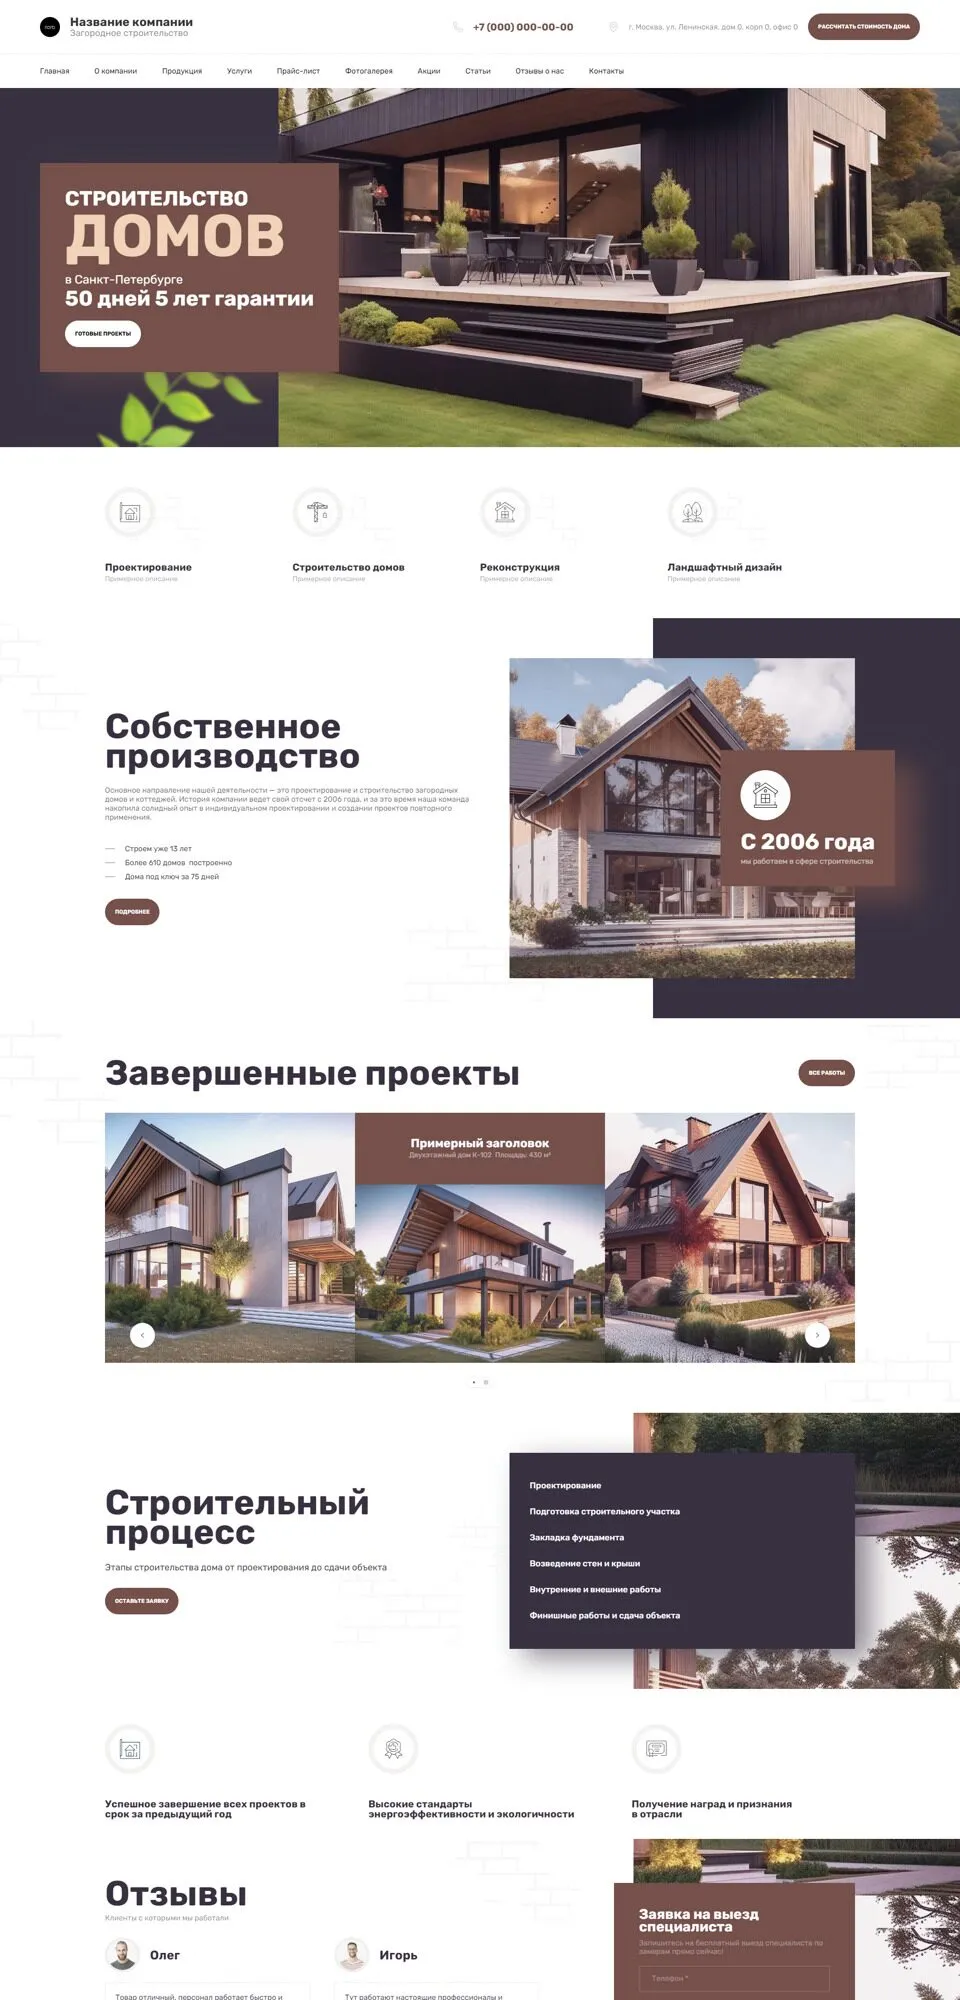 Название компании
Загородное строительство
+7 (000) 000-00-00
г. Москва, ул. Ленинская, дом 0, корп 0, офис 0
РАССЧИТАТЬ СТОИМОСТЬ ДОМА
Главная
О компании
Продукция
Услуги
Прайс-лист
Фотогалерея
Акции
Статьи
Отзывы о нас
Контакты
СТРОИТЕЛЬСТВО
ДОМОВ
в Санкт-Петербурге
50 дней 5 лет гарантии
ГОТОВЫЕ ПРОЕКТЫ
Проектирование
Примерное описание
Строительство домов
Примерное описание
Реконструкция
Примерное описание
Ландшафтный дизайн
Примерное описание
Собственное
производство
Основное направление нашей деятельности — это проектирование и строительство загородных
домов и коттеджей. История компании ведет свой отсчет с 2006 года, и за это время наша команда
накопила солидный опыт в индивидуальном проектировании и создании проектов повторного
применения.
Строем уже 13 лет
Более 610 домов построенно
Дома под ключ за 75 дней
ПОДРОБНЕЕ
С 2006 года
мы работаем в сфере строительства
Завершенные проекты
ВСЕ РАБОТЫ
Примерный заголовок
Двухэтажный дом К-102 Площадь: 430 м²
Строительный
процесс
Этапы строительства дома от проектирования до сдачи объекта
ОСТАВЬТЕ ЗАЯВКУ
Проектирование
Подготовка строительного участка
Закладка фундамента
Возведение стен и крыши
Внутренние и внешние работы
Финишные работы и сдача объекта
Успешное завершение всех проектов в
срок за предыдущий год
Высокие стандарты
энергоэффективности и экологичности
Получение наград и признания
в отрасли
Отзывы
Клиенты с которыми мы работали
Олег
Товар отличный, персонал работает быстро и
Игорь
Тут работают настоящие профессионалы и
Заявка на выезд
специалиста
Запишитесь на бесплатный выезд специалиста по
замерам прямо сейчас!
Телефон *